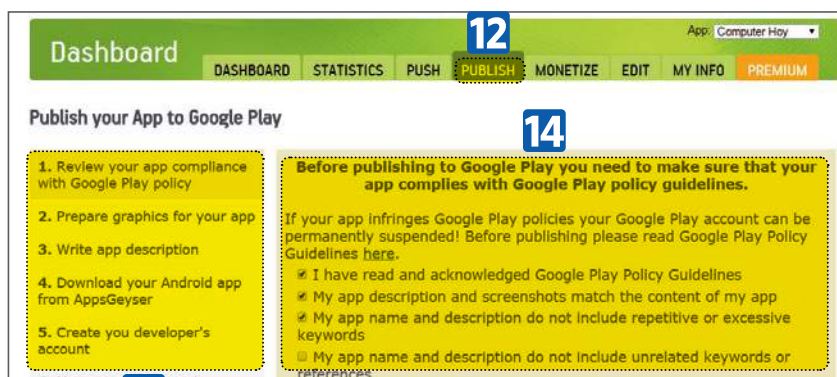 12
App: Computer Hoy
Dashboard
DASHBOARD STATISTICS PUSH PUBLISH MONETIZE EDIT MY INFO PREMIUM
Publish your App to Google Play
14
1. Review your app compliance
with Google Play policy
2. Prepare graphics for your app
3. Write app description
4. Download your Android app
from AppsGeyser
5. Create you developer's
account
Before publishing to Google Play you need to make sure that your
app complies with Google Play policy guidelines.
If your app infringes Google Play policies your Google Play account can be
permanently suspended! Before publishing please read Google Play Policy
Guidelines here.
I have read and acknowledged Google Play Policy Guidelines
My app description and screenshots match the content of my app
My app name and description do not include repetitive or excessive
keywords
My app name and description do not include unrelated keywords or
references